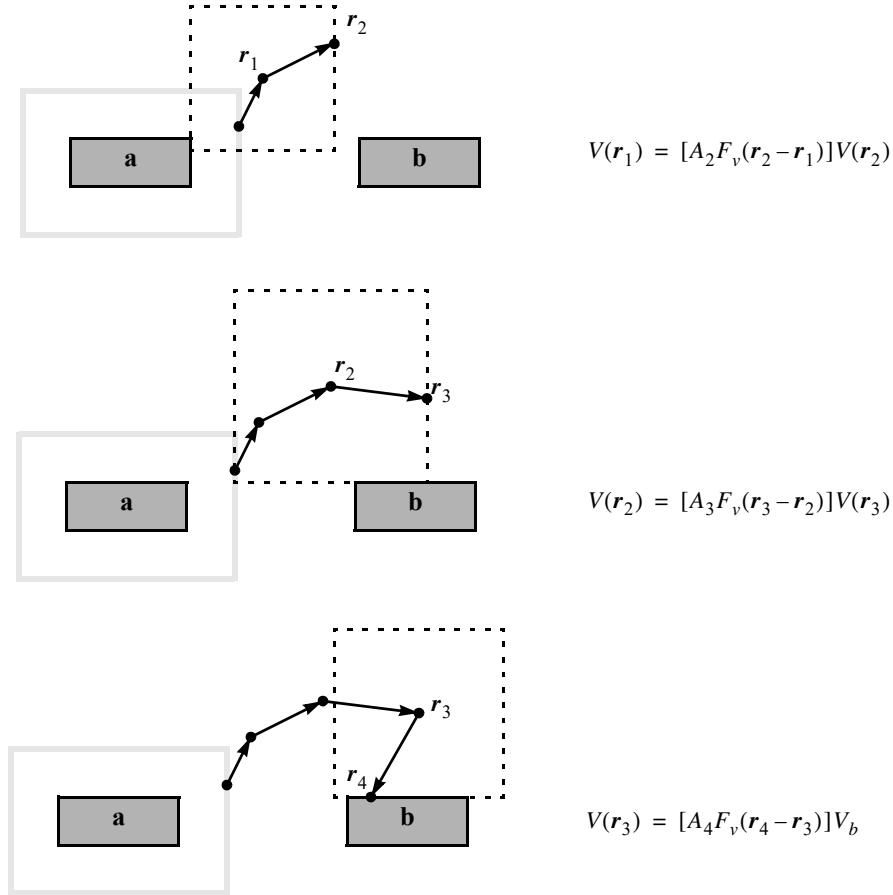 r₂
r₁
a
b
V(r₁) = [A₂Fᵥ(r₂ – r₁)]V(r₂)
r₂
r₃
a
b
V(r₂) = [A₃Fᵥ(r₃ – r₂)]V(r₃)
r₃
r₄
a
b
V(r₃) = [A₄Fᵥ(r₄ – r₃)]V_b